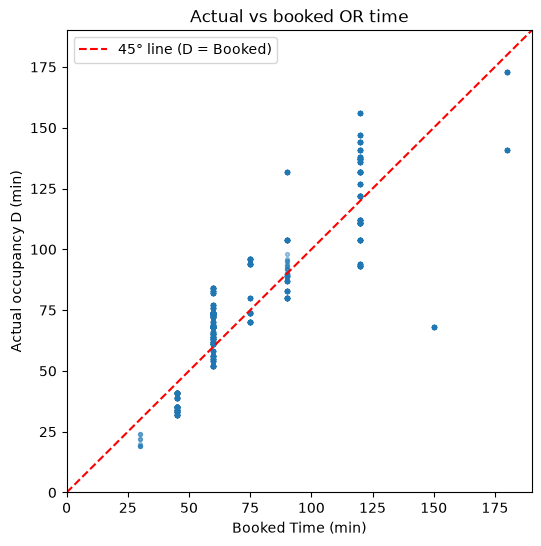 Actual vs booked OR time
45° line (D = Booked)
Actual occupancy D (min)
175
150
125
100
75
50
25
0
0 25 50 75 100 125 150 175
Booked Time (min)